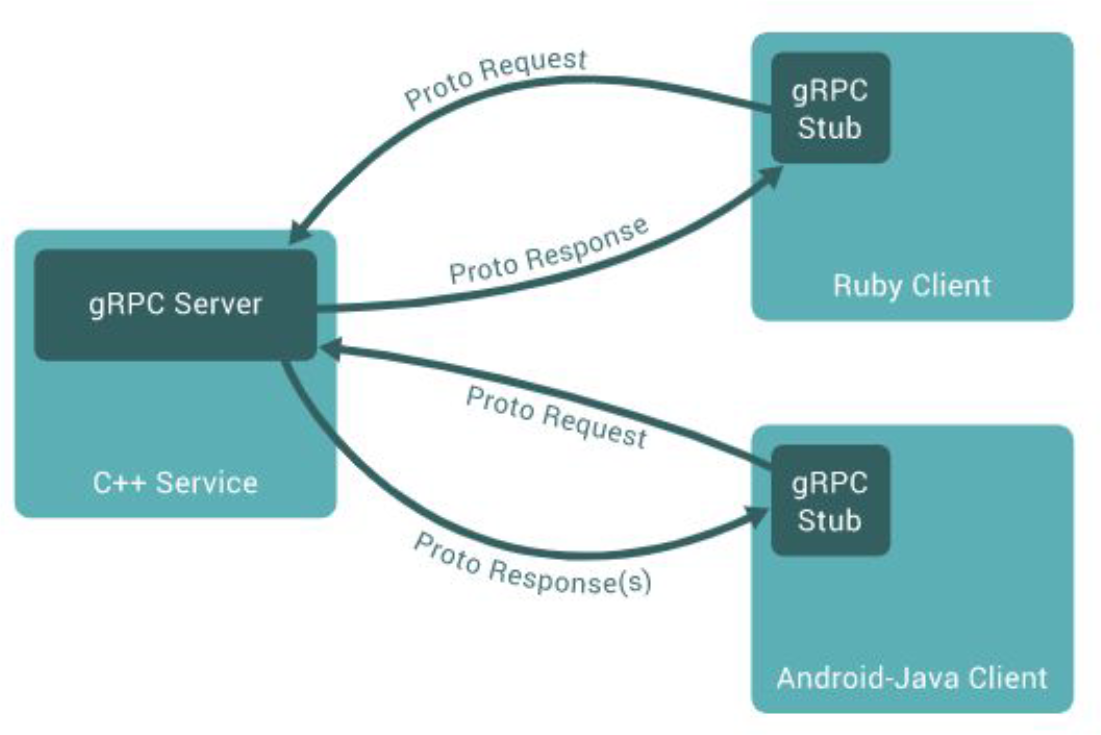 Proto Request
gRPC
Stub
Proto Response
Ruby Client
gRPC Server
C++ Service
Proto Request
gRPC
Stub
Proto Response(s)
Android-Java Client